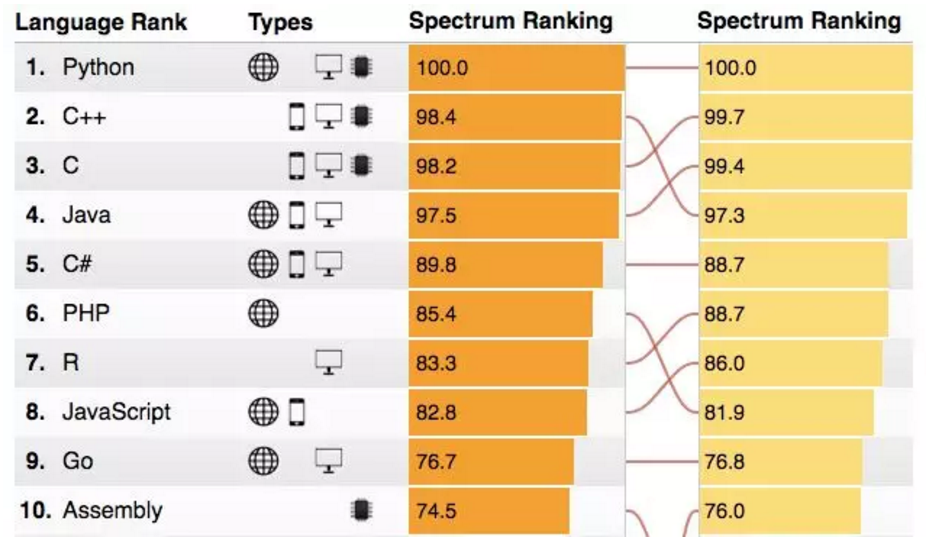 Language Rank Types Spectrum Ranking Spectrum Ranking
1. Python 100.0 100.0
2. C++ 98.4 99.7
3. C 98.2 99.4
4. Java 97.5 97.3
5. C# 89.8 88.7
6. PHP 85.4 88.7
7. R 83.3 86.0
8. JavaScript 82.8 81.9
9. Go 76.7 76.8
10. Assembly 74.5 76.0